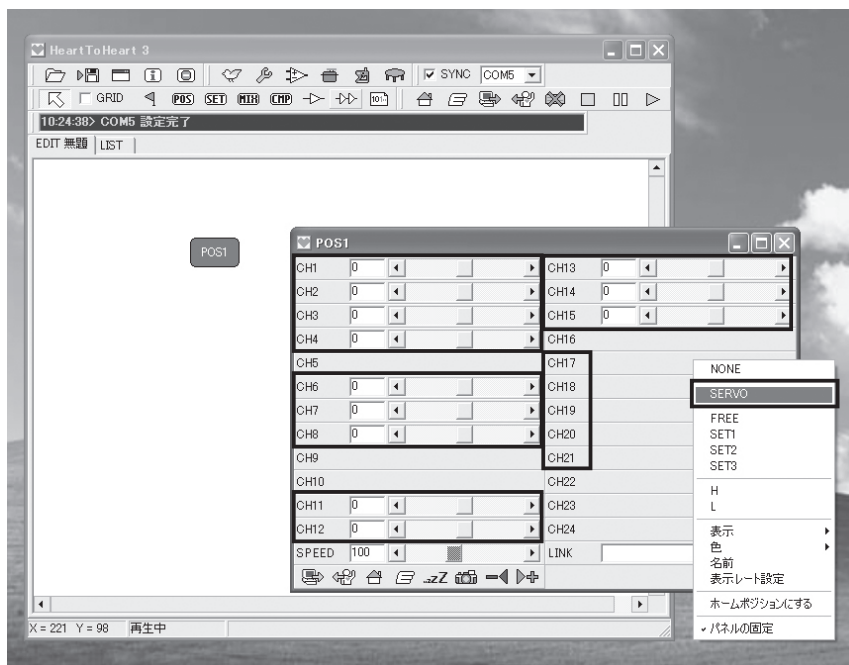 HeartToHeart 3
SYNC COM5
GRID POS SET MIX CMP
10:24:38> COM5 設定完了
EDIT 無題 LIST
POS1
POS1
CH1 0
CH2 0
CH3 0
CH4 0
CH5
CH6 0
CH7 0
CH8 0
CH9
CH10
CH11 0
CH12 0
SPEED 100
CH13 0
CH14 0
CH15 0
CH16
CH17
CH18
CH19
CH20
CH21
CH22
CH23
CH24
LINK
NONE
SERVO
FREE
SET1
SET2
SET3
H
L
表示
色
名前
表示レート設定
ホームポジションにする
パネルの固定
X = 221 Y = 98 再生中